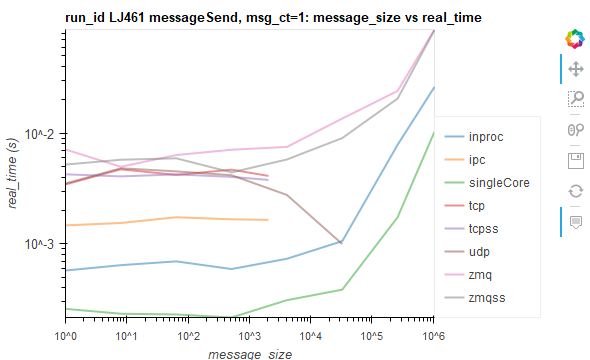 run_id LJ461 messageSend, msg_ct=1: message_size vs real_time
real_time (s)
10^-2
10^-3
10^0
10^1
10^2
10^3
10^4
10^5
10^6
message_size
inproc
ipc
singleCore
tcp
tcpss
udp
zmq
zmqss